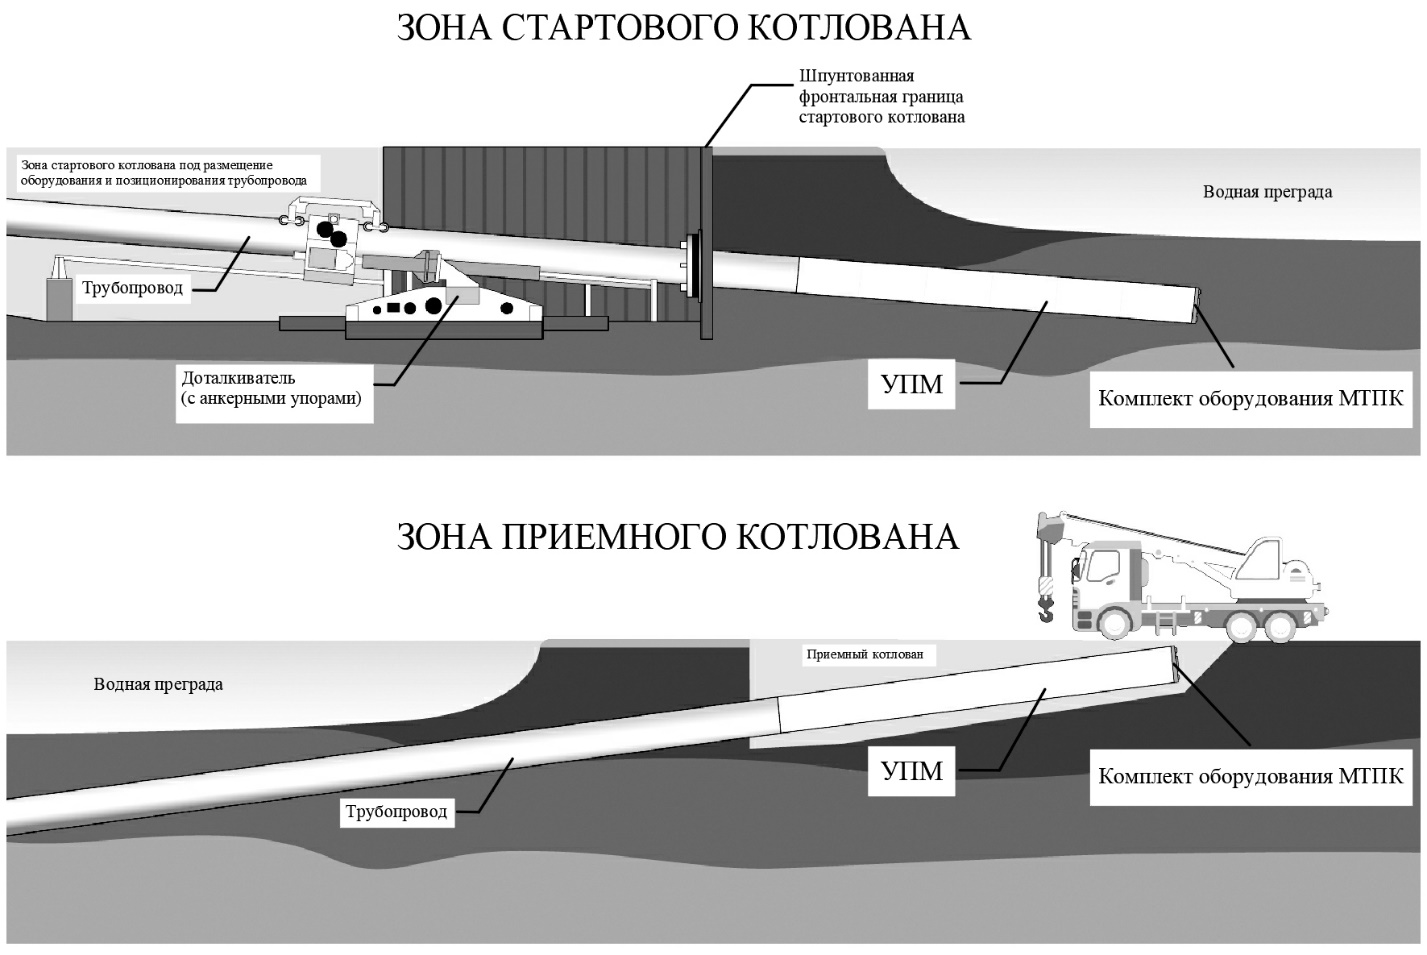 ЗОНА СТАРТОВОГО КОТЛОВАНА
Шпунтованная
фронтальная граница
стартового котлована
Зона стартового котлована под размещение
оборудования и позиционирования трубопровода
Водная преграда
Трубопровод
Доталкиватель
(с анкерными упорами)
УПМ
Комплект оборудования МТПК
ЗОНА ПРИЕМНОГО КОТЛОВАНА
Приемный котлован
Водная преграда
УПМ
Комплект оборудования МТПК
Трубопровод